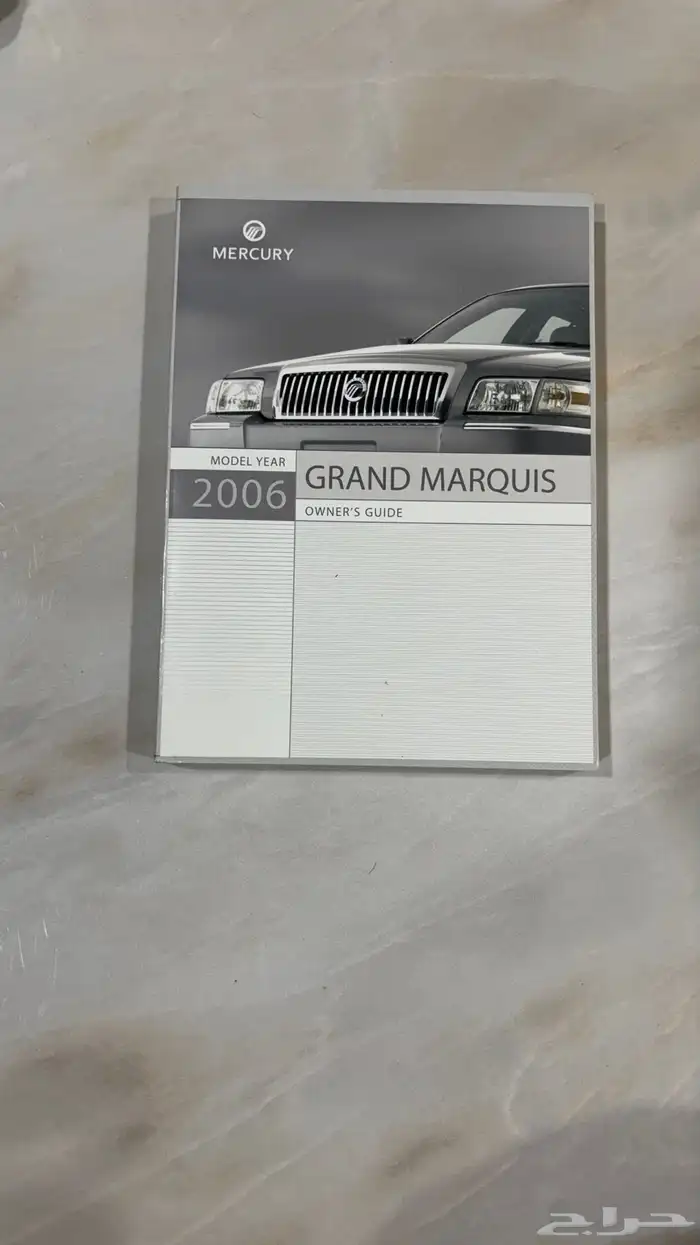 MERCURY
MODEL YEAR
2006
GRAND MARQUIS
OWNER'S GUIDE
حراج